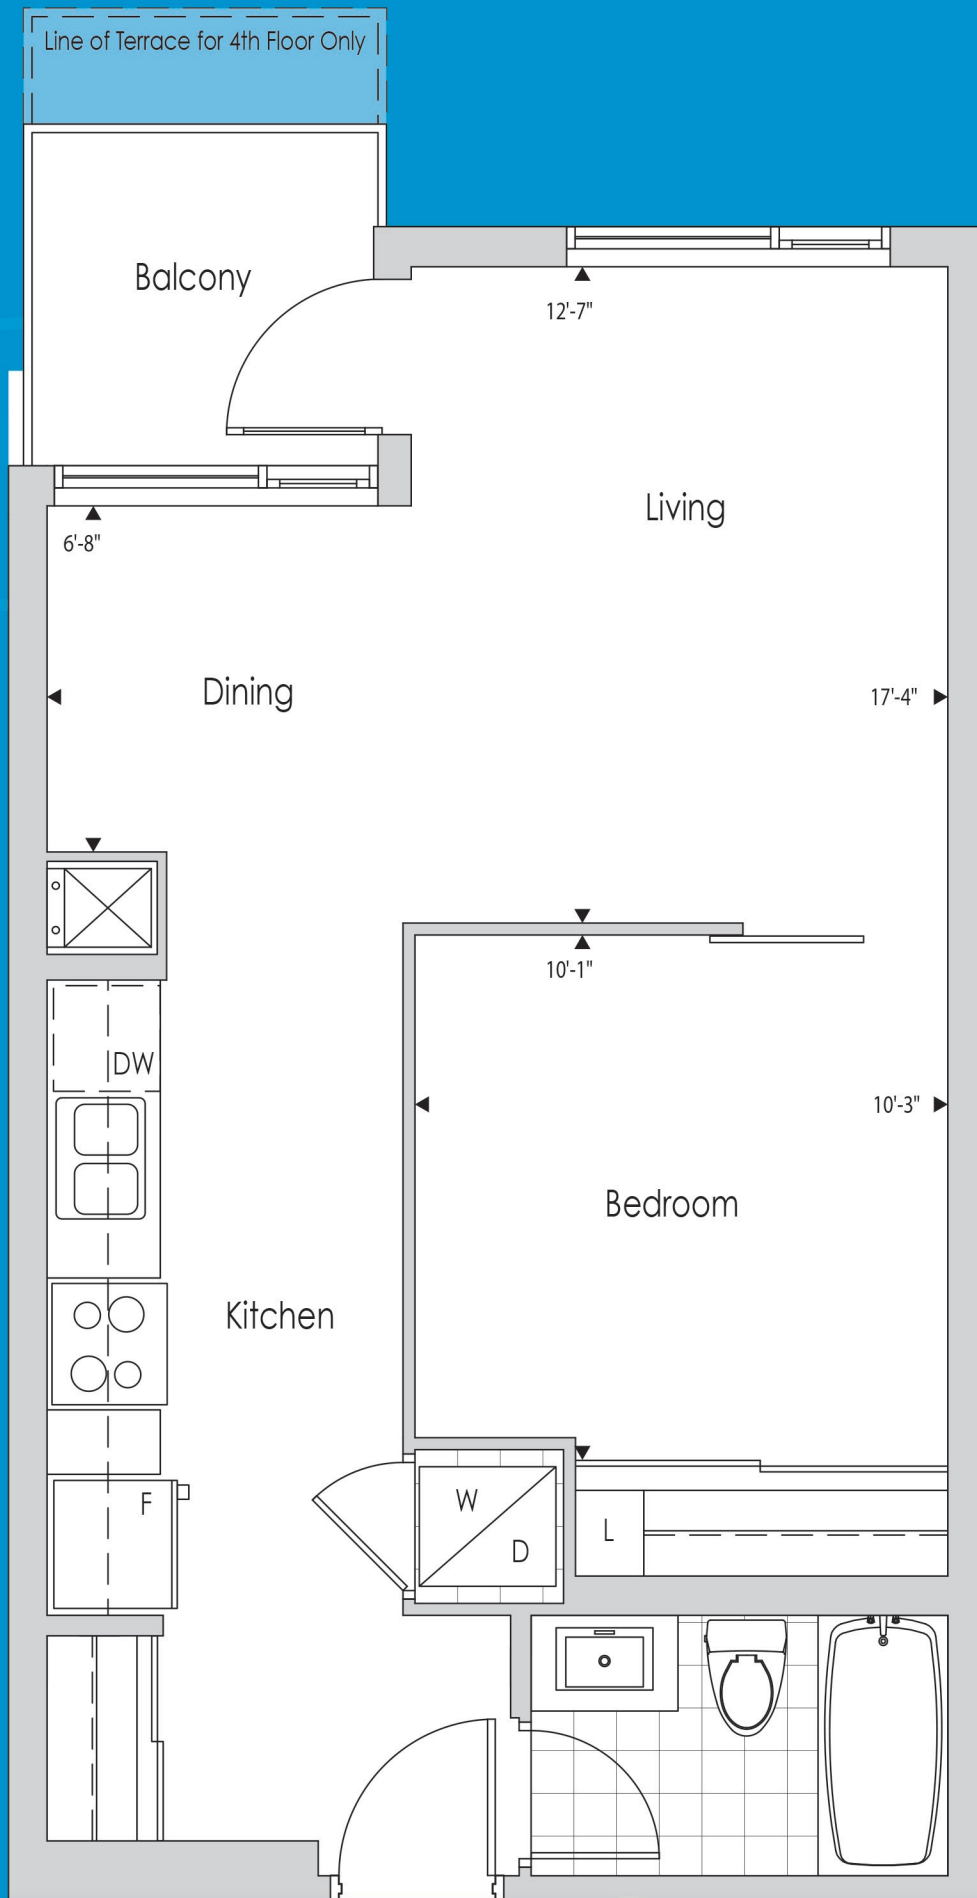 Line of Terrace for 4th Floor Only
Balcony
12'-7"
Living
6'-8"
Dining
17'-4"
10'-1"
DW
10'-3"
Bedroom
Kitchen
F
W
D
L